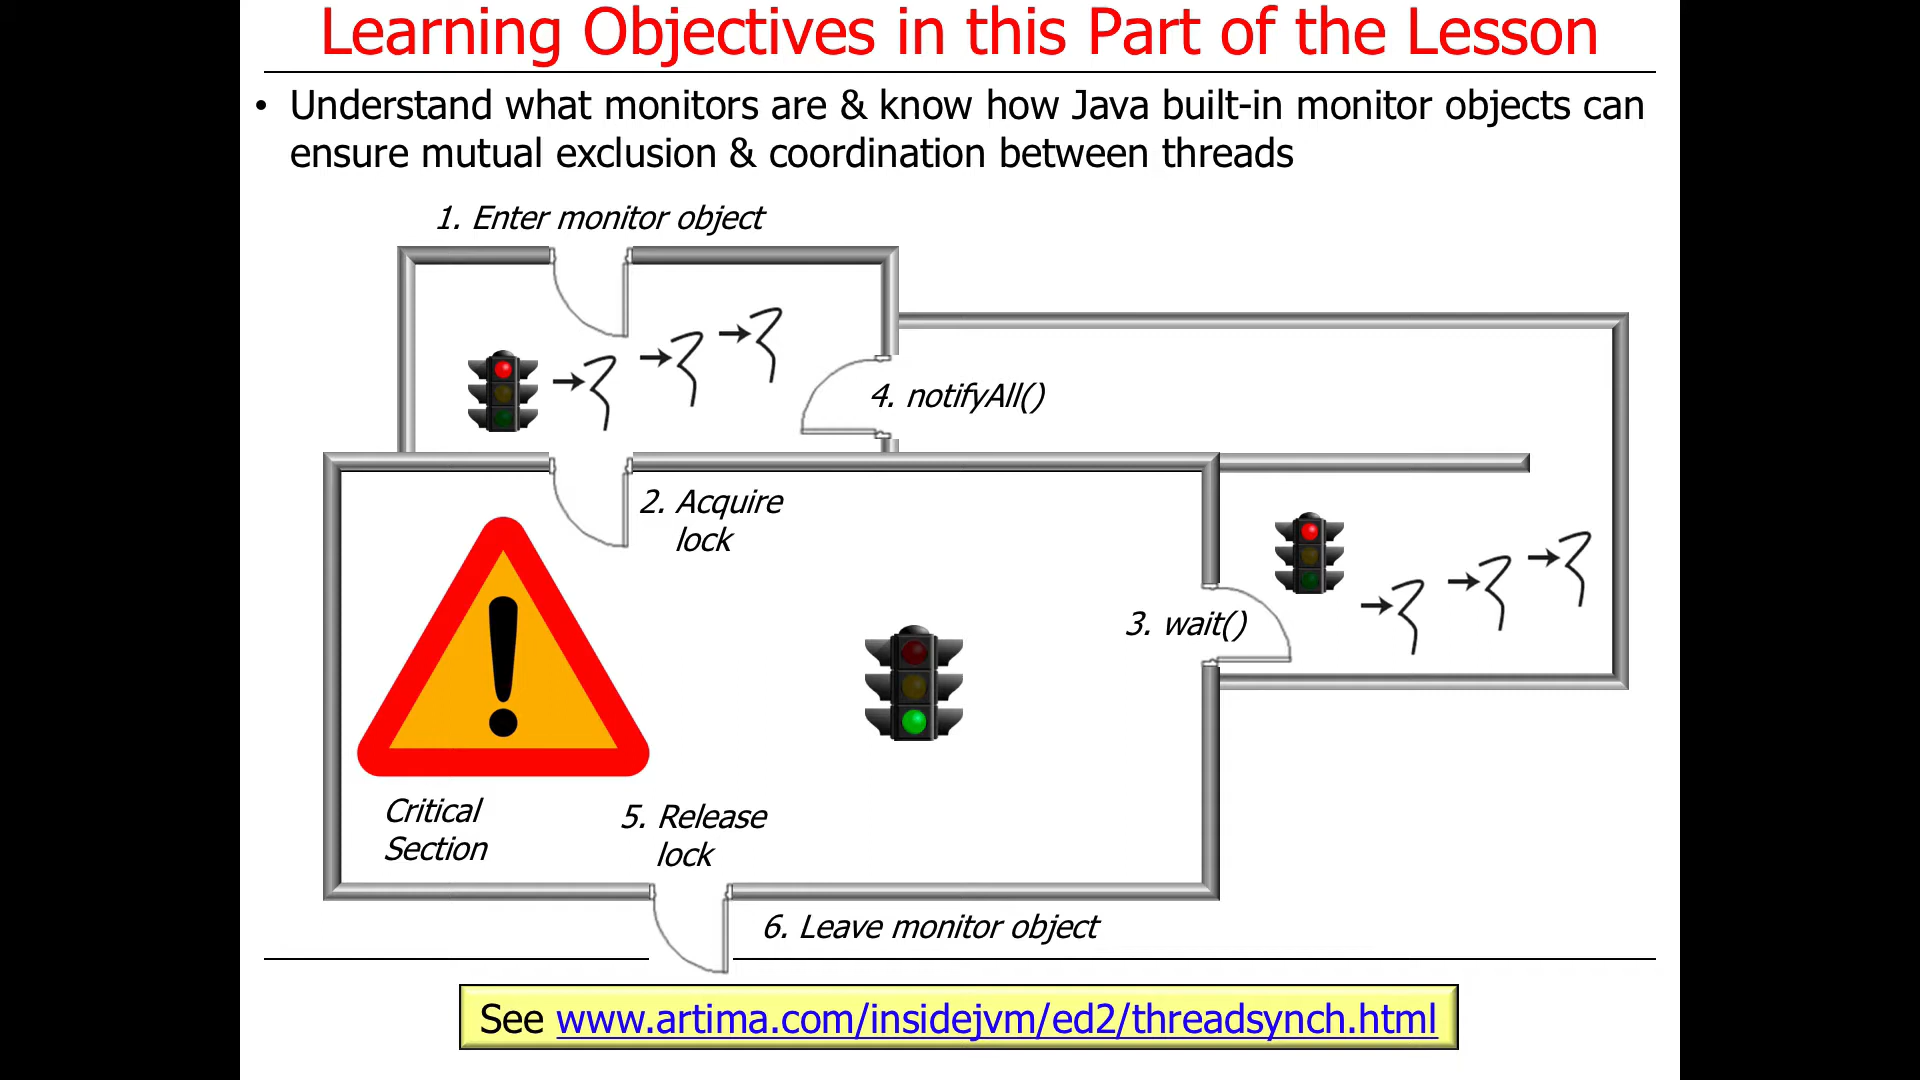 Learning Objectives in this Part of the Lesson
• Understand what monitors are & know how Java built-in monitor objects can
ensure mutual exclusion & coordination between threads
1. Enter monitor object
4. notifyAll()
2. Acquire
lock
3. wait()
Critical
Section
5. Release
lock
6. Leave monitor object
See www.artima.com/insidejvm/ed2/threadsynch.html